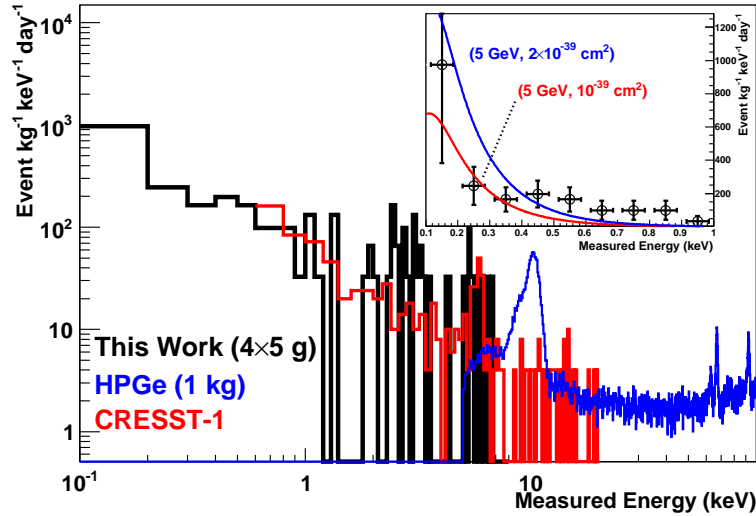 Event kg⁻¹ keV⁻¹ day⁻¹
10⁴
10³
10²
10
1
10⁻¹
1
10
Measured Energy (keV)
This Work (4×5 g)
HPGe (1 kg)
CRESST-1
(5 GeV, 2×10⁻³⁹ cm²)
(5 GeV, 10⁻³⁹ cm²)
Event kg⁻¹ keV⁻¹ day⁻¹
1200
1000
800
600
400
200
0.1 0.2 0.3 0.4 0.5 0.6 0.7 0.8 0.9 1
Measured Energy (keV)